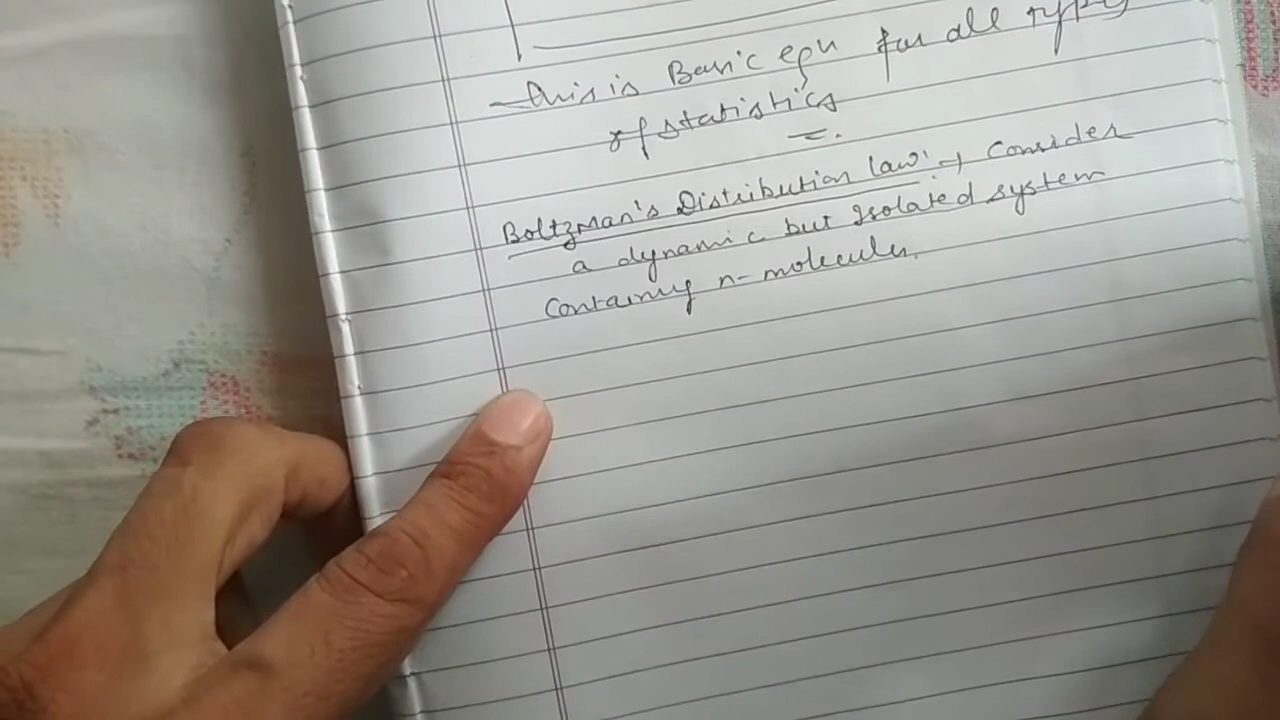 This is Basic eqn for all types
of statistics
Boltzman's Distribution law :→ Consider
a dynamic but Isolated system
Containing n-molecules.